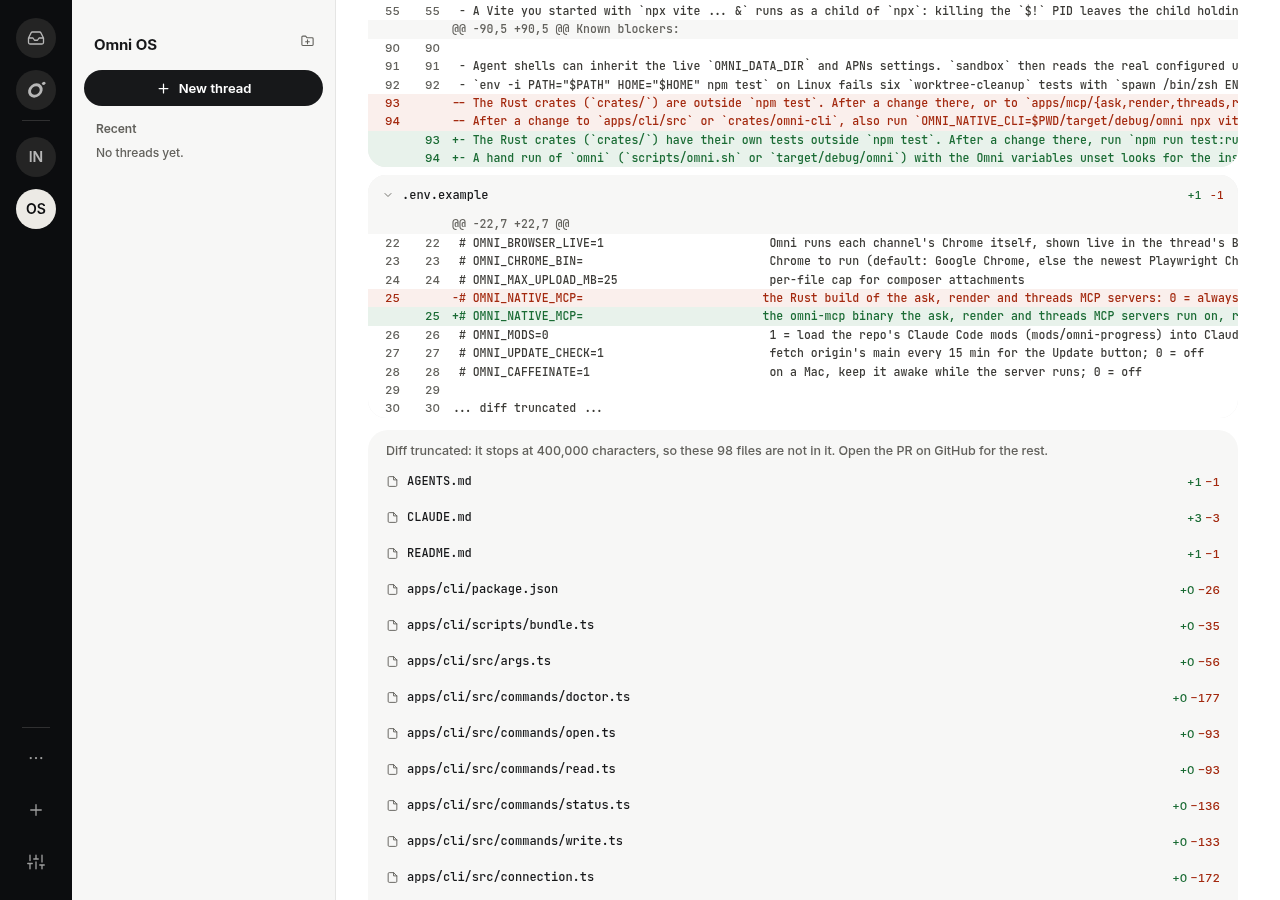 Omni OS
New thread
Recent
No threads yet.
IN
OS
55 55 - A Vite you started with `npx vite ... &` runs as a child of `npx`: killing the `$!` PID leaves the child holdin
@@ -90,5 +90,5 @@ Known blockers:
90 90
91 91 - Agent shells can inherit the live `OMNI_DATA_DIR` and APNs settings. `sandbox` then reads the real configured u
92 92 - `env -i PATH="$PATH" HOME="$HOME" npm test` on Linux fails six `worktree-cleanup` tests with `spawn /bin/zsh EN
93 -- The Rust crates (`crates/`) are outside `npm test`. After a change there, or to `apps/mcp/{ask,render,threads,r
94 -- After a change to `apps/cli/src` or `crates/omni-cli`, also run `OMNI_NATIVE_CLI=$PWD/target/debug/omni npx vit
93 +- The Rust crates (`crates/`) have their own tests outside `npm test`. After a change there, run `npm run test:ru
94 +- A hand run of `omni` (`scripts/omni.sh` or `target/debug/omni`) with the Omni variables unset looks for the ins
.env.example +1 -1
@@ -22,7 +22,7 @@
22 22 # OMNI_BROWSER_LIVE=1 Omni runs each channel's Chrome itself, shown live in the thread's B
23 23 # OMNI_CHROME_BIN= Chrome to run (default: Google Chrome, else the newest Playwright Ch
24 24 # OMNI_MAX_UPLOAD_MB=25 per-file cap for composer attachments
25 -# OMNI_NATIVE_MCP= the Rust build of the ask, render and threads MCP servers: 0 = always
25 +# OMNI_NATIVE_MCP= the omni-mcp binary the ask, render and threads MCP servers run on, r
26 26 # OMNI_MODS=0 1 = load the repo's Claude Code mods (mods/omni-progress) into Claud
27 27 # OMNI_UPDATE_CHECK=1 fetch origin's main every 15 min for the Update button; 0 = off
28 28 # OMNI_CAFFEINATE=1 on a Mac, keep it awake while the server runs; 0 = off
29 29
30 30 ... diff truncated ...
Diff truncated: it stops at 400,000 characters, so these 98 files are not in it. Open the PR on GitHub for the rest.
AGENTS.md +1 −1
CLAUDE.md +3 −3
README.md +1 −1
apps/cli/package.json +0 −26
apps/cli/scripts/bundle.ts +0 −35
apps/cli/src/args.ts +0 −56
apps/cli/src/commands/doctor.ts +0 −177
apps/cli/src/commands/open.ts +0 −93
apps/cli/src/commands/read.ts +0 −93
apps/cli/src/commands/status.ts +0 −136
apps/cli/src/commands/write.ts +0 −133
apps/cli/src/connection.ts +0 −172